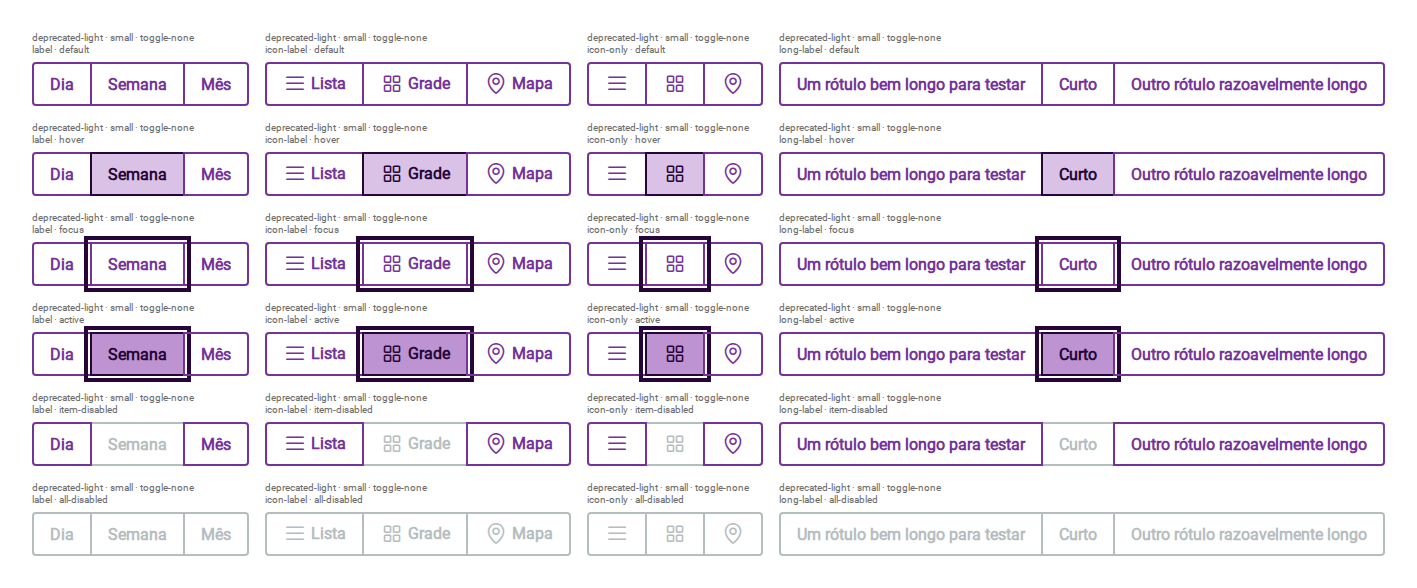 deprecated-light · small · toggle-none
label · default
Dia Semana Mês
deprecated-light · small · toggle-none
icon-label · default
Lista Grade Mapa
deprecated-light · small · toggle-none
icon-only · default
deprecated-light · small · toggle-none
long-label · default
Um rótulo bem longo para testar Curto Outro rótulo razoavelmente longo
deprecated-light · small · toggle-none
label · hover
Dia Semana Mês
deprecated-light · small · toggle-none
icon-label · hover
Lista Grade Mapa
deprecated-light · small · toggle-none
icon-only · hover
deprecated-light · small · toggle-none
long-label · hover
Um rótulo bem longo para testar Curto Outro rótulo razoavelmente longo
deprecated-light · small · toggle-none
label · focus
Dia Semana Mês
deprecated-light · small · toggle-none
icon-label · focus
Lista Grade Mapa
deprecated-light · small · toggle-none
icon-only · focus
deprecated-light · small · toggle-none
long-label · focus
Um rótulo bem longo para testar Curto Outro rótulo razoavelmente longo
deprecated-light · small · toggle-none
label · active
Dia Semana Mês
deprecated-light · small · toggle-none
icon-label · active
Lista Grade Mapa
deprecated-light · small · toggle-none
icon-only · active
deprecated-light · small · toggle-none
long-label · active
Um rótulo bem longo para testar Curto Outro rótulo razoavelmente longo
deprecated-light · small · toggle-none
label · item-disabled
Dia Semana Mês
deprecated-light · small · toggle-none
icon-label · item-disabled
Lista Grade Mapa
deprecated-light · small · toggle-none
icon-only · item-disabled
deprecated-light · small · toggle-none
long-label · item-disabled
Um rótulo bem longo para testar Curto Outro rótulo razoavelmente longo
deprecated-light · small · toggle-none
label · all-disabled
Dia Semana Mês
deprecated-light · small · toggle-none
icon-label · all-disabled
Lista Grade Mapa
deprecated-light · small · toggle-none
icon-only · all-disabled
deprecated-light · small · toggle-none
long-label · all-disabled
Um rótulo bem longo para testar Curto Outro rótulo razoavelmente longo